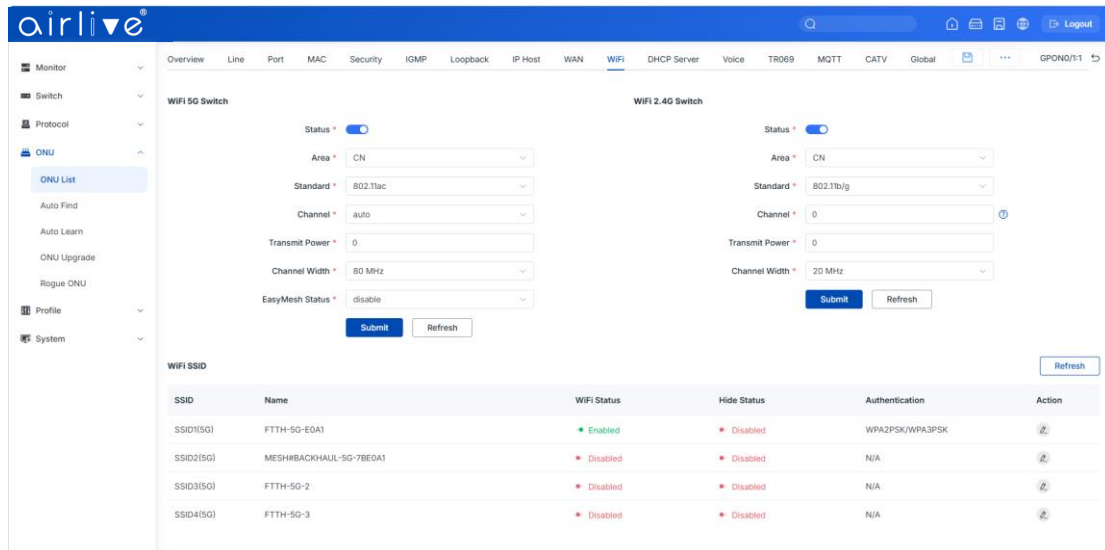 airlive®
Logout
Monitor
Switch
Protocol
ONU
ONU List
Auto Find
Auto Learn
ONU Upgrade
Rogue ONU
Profile
System
Overview Line Port MAC Security IGMP Loopback IP Host WAN WiFi DHCP Server Voice TR069 MQTT CATV Global ... GPON0/1:1
WiFi 5G Switch
Status *
Area * CN
Standard * 802.11ac
Channel * auto
Transmit Power * 0
Channel Width * 80 MHz
EasyMesh Status * disable
Submit Refresh
WiFi 2.4G Switch
Status *
Area * CN
Standard * 802.11b/g
Channel * 0
Transmit Power * 0
Channel Width * 20 MHz
Submit Refresh
WiFi SSID Refresh
SSID Name WiFi Status Hide Status Authentication Action
SSID1(5G) FTTH-5G-E0A1 Enabled Disabled WPA2PSK/WPA3PSK
SSID2(5G) MESH#BACKHAUL-5G-7BE0A1 Disabled Disabled N/A
SSID3(5G) FTTH-5G-2 Disabled Disabled N/A
SSID4(5G) FTTH-5G-3 Disabled Disabled N/A